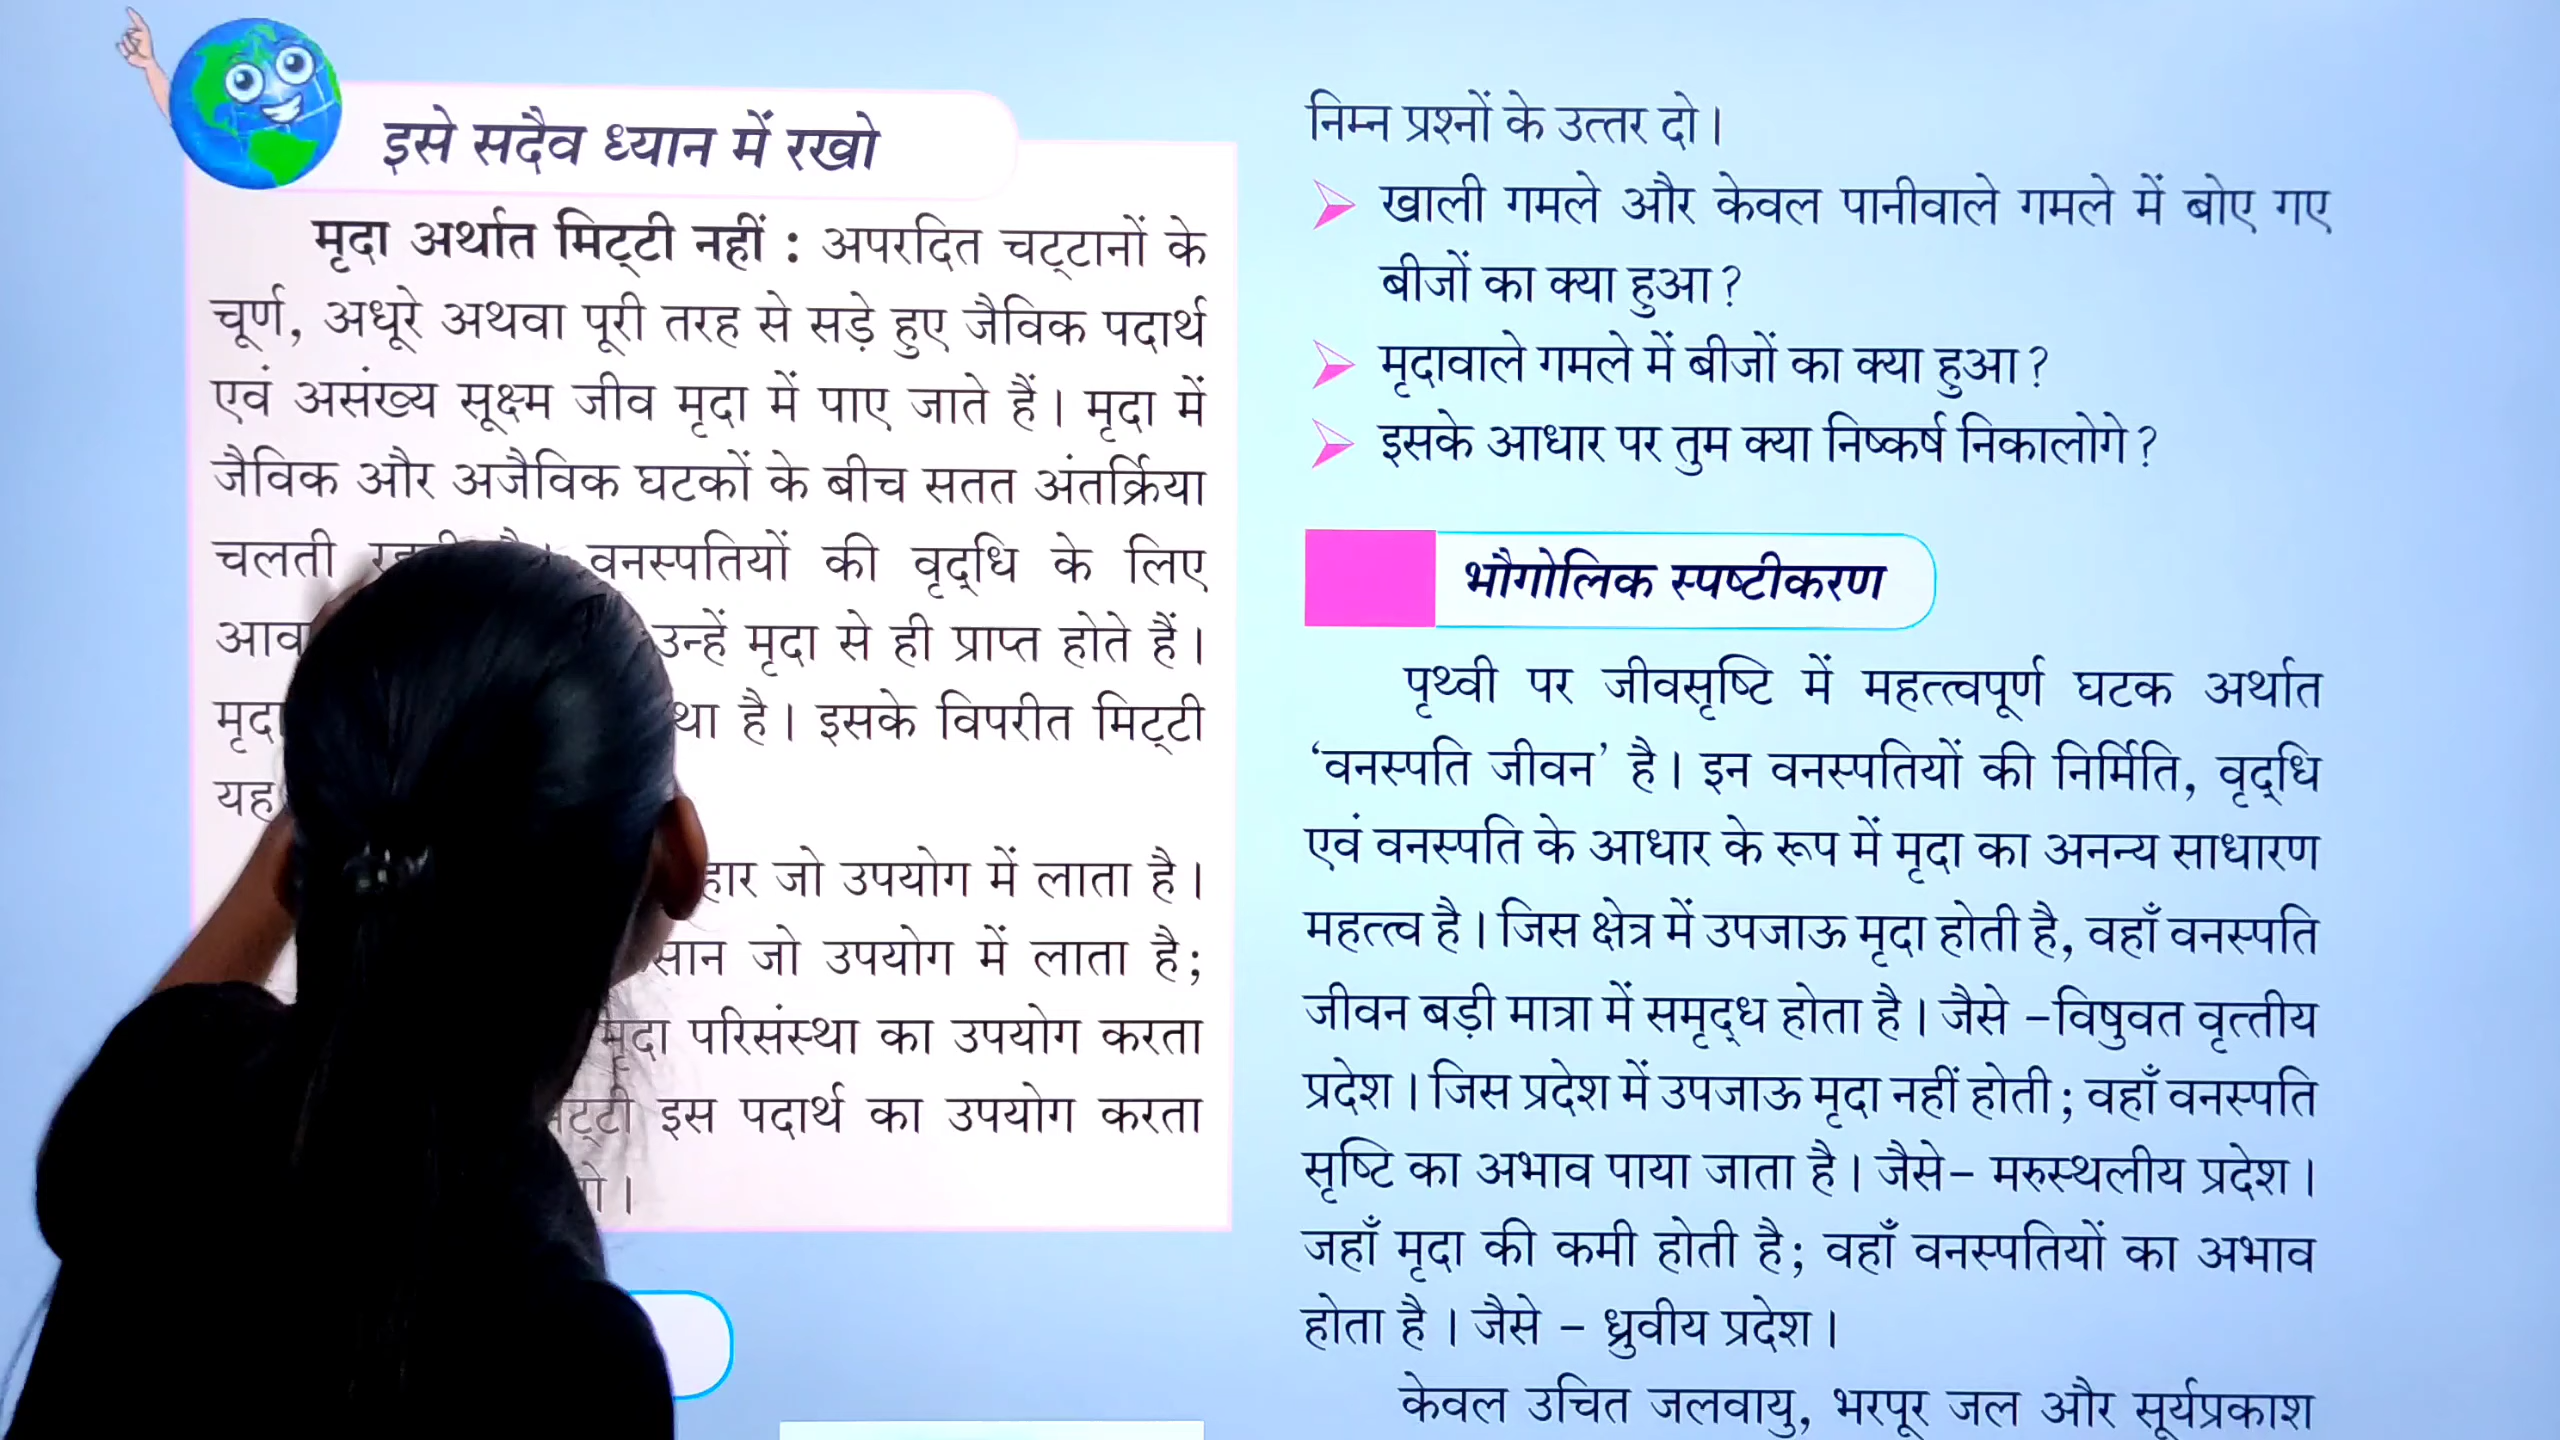 इसे सदैव ध्यान में रखो
मृदा अर्थात मिट्टी नहीं : अपरदित चट्टानों के
चूर्ण, अधूरे अथवा पूरी तरह से सड़े हुए जैविक पदार्थ
एवं असंख्य सूक्ष्म जीव मृदा में पाए जाते हैं। मृदा में
जैविक और अजैविक घटकों के बीच सतत अंतर्क्रिया
चलती वनस्पतियों की वृद्धि के लिए
उन्हें मृदा से ही प्राप्त होते हैं।
है। इसके विपरीत मिट्टी
यह
जो उपयोग में लाता है।
जो उपयोग में लाता है;
मृदा परिसंस्था का उपयोग करता
इस पदार्थ का उपयोग करता
निम्न प्रश्नों के उत्तर दो।
खाली गमले और केवल पानीवाले गमले में बोए गए
बीजों का क्या हुआ?
मृदावाले गमले में बीजों का क्या हुआ?
इसके आधार पर तुम क्या निष्कर्ष निकालोगे?
भौगोलिक स्पष्टीकरण
पृथ्वी पर जीवसृष्टि में महत्त्वपूर्ण घटक अर्थात
‘वनस्पति जीवन’ है। इन वनस्पतियों की निर्मिति, वृद्धि
एवं वनस्पति के आधार के रूप में मृदा का अनन्य साधारण
महत्त्व है। जिस क्षेत्र में उपजाऊ मृदा होती है, वहाँ वनस्पति
जीवन बड़ी मात्रा में समृद्ध होता है। जैसे –विषुवत वृत्तीय
प्रदेश। जिस प्रदेश में उपजाऊ मृदा नहीं होती; वहाँ वनस्पति
सृष्टि का अभाव पाया जाता है। जैसे– मरुस्थलीय प्रदेश।
जहाँ मृदा की कमी होती है; वहाँ वनस्पतियों का अभाव
होता है। जैसे – ध्रुवीय प्रदेश।
केवल उचित जलवायु, भरपूर जल और सूर्यप्रकाश